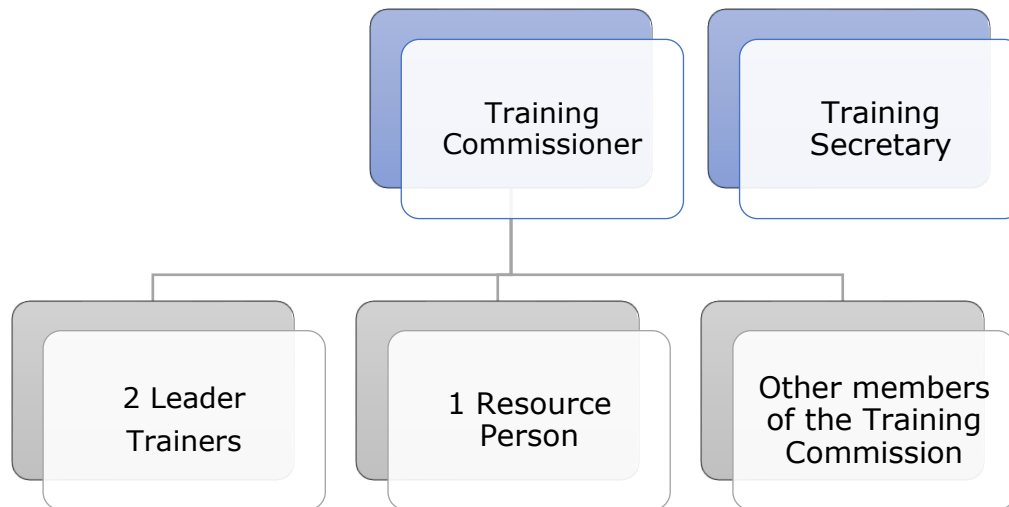 Training
Commissioner
Training
Secretary
2 Leader
Trainers
1 Resource
Person
Other members
of the Training
Commission